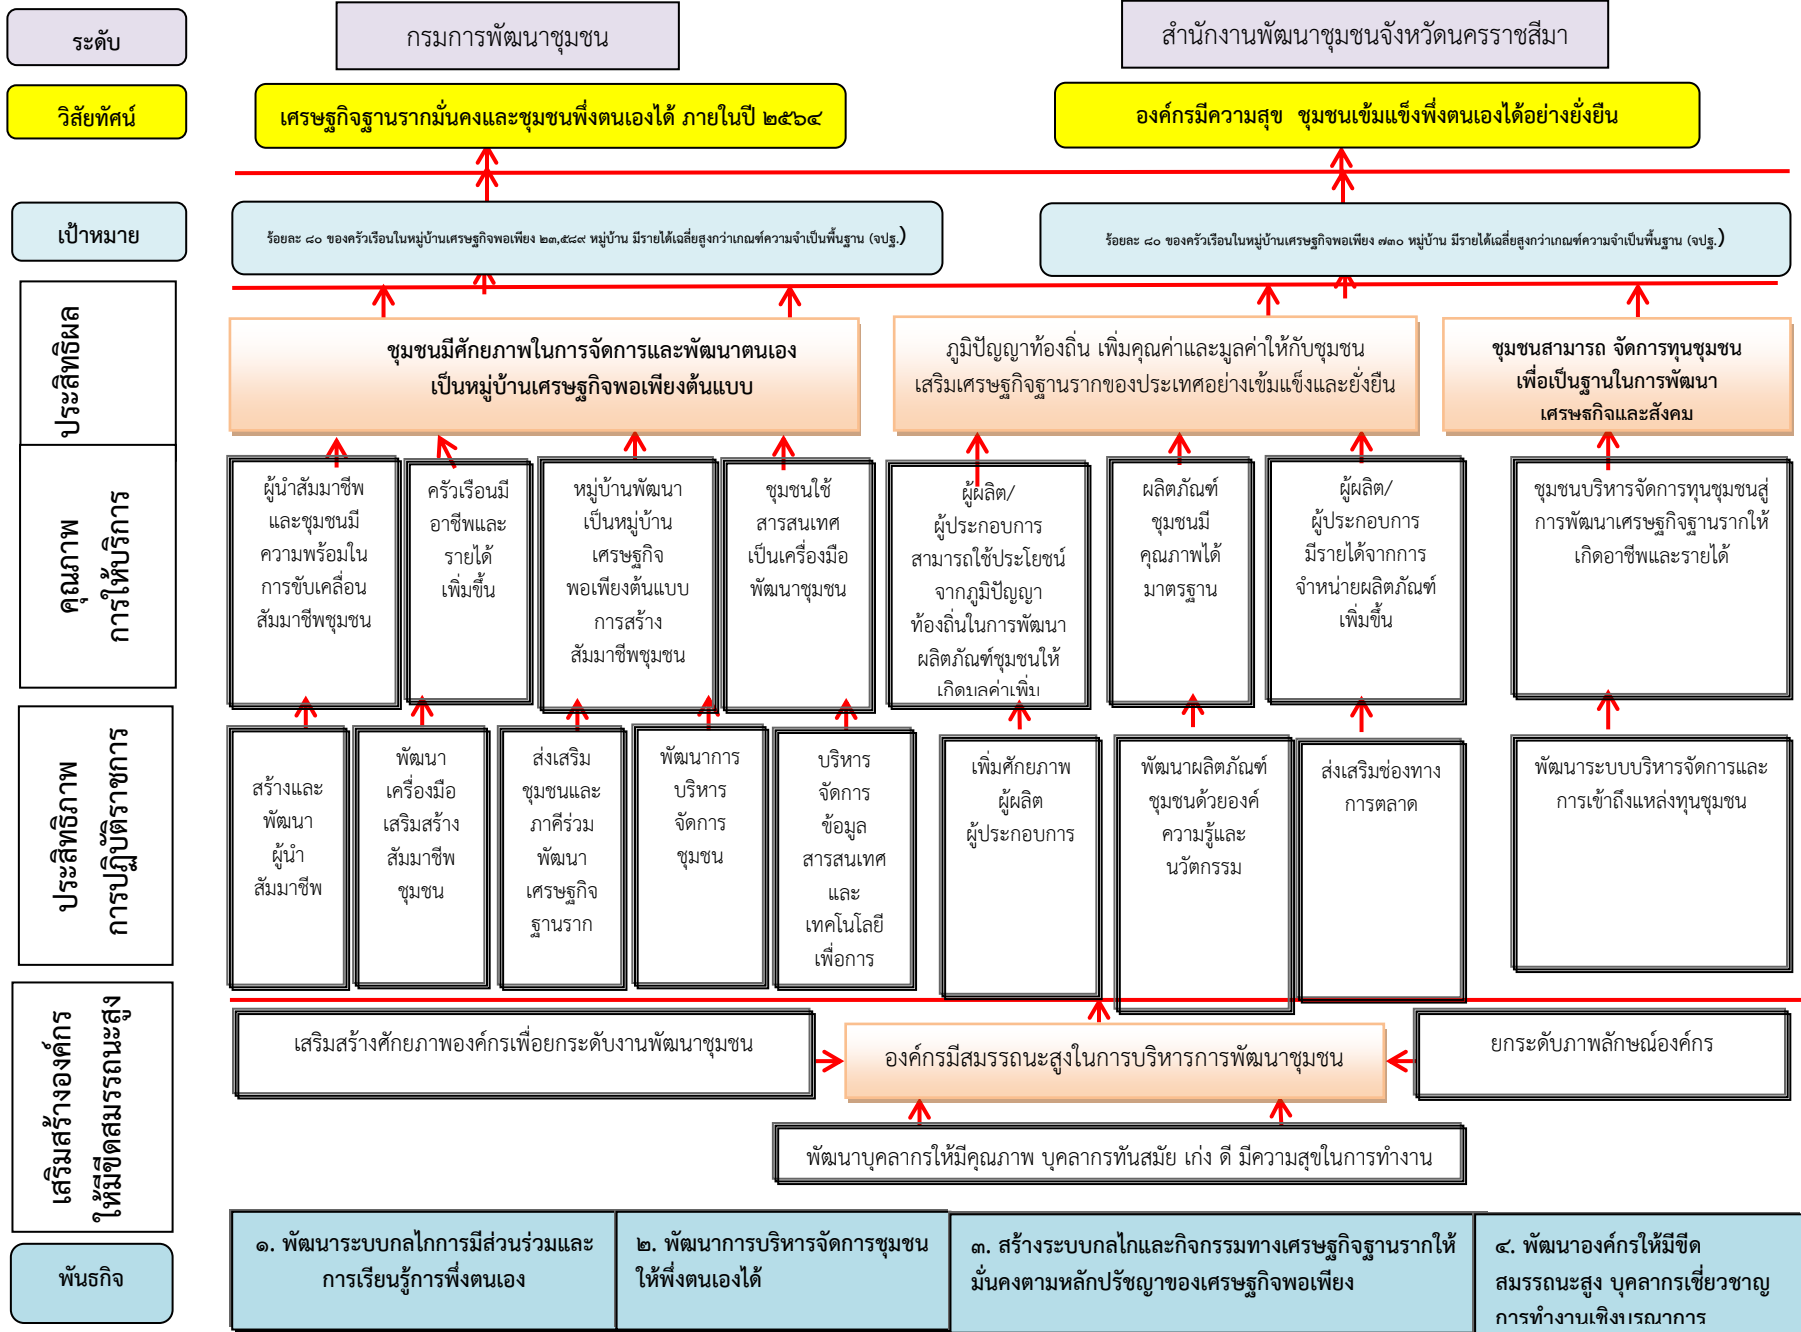 ระดับ
กรมการพัฒนาชุมชน
สำนักงานพัฒนาชุมชนจังหวัดนครราชสีมา
วิสัยทัศน์
เศรษฐกิจฐานรากมั่นคงและชุมชนพึ่งตนเองได้ ภายในปี ๒๕๖๔
องค์กรมีความสุข ชุมชนเข้มแข็งพึ่งตนเองได้อย่างยั่งยืน
เป้าหมาย
ร้อยละ ๘๐ ของครัวเรือนในหมู่บ้านเศรษฐกิจพอเพียง ๒๓,๕๘๙ หมู่บ้าน มีรายได้เฉลี่ยสูงกว่าเกณฑ์ความจำเป็นพื้นฐาน (จปฐ.)
ร้อยละ ๘๐ ของครัวเรือนในหมู่บ้านเศรษฐกิจพอเพียง ๗๓๐ หมู่บ้าน มีรายได้เฉลี่ยสูงกว่าเกณฑ์ความจำเป็นพื้นฐาน (จปฐ.)
ประสิทธิผล
ชุมชนมีศักยภาพในการจัดการและพัฒนาตนเอง
เป็นหมู่บ้านเศรษฐกิจพอเพียงต้นแบบ
ภูมิปัญญาท้องถิ่น เพิ่มคุณค่าและมูลค่าให้กับชุมชน
เสริมเศรษฐกิจฐานรากของประเทศอย่างเข้มแข็งและยั่งยืน
ชุมชนสามารถ จัดการทุนชุมชน
เพื่อเป็นฐานในการพัฒนา
เศรษฐกิจและสังคม
คุณภาพ
การให้บริการ
ผู้นำสัมมาชีพ
และชุมชนมี
ความพร้อมใน
การขับเคลื่อน
สัมมาชีพชุมชน
ครัวเรือนมี
อาชีพและ
รายได้
เพิ่มขึ้น
หมู่บ้านพัฒนา
เป็นหมู่บ้าน
เศรษฐกิจ
พอเพียงต้นแบบ
การสร้าง
สัมมาชีพชุมชน
ชุมชนใช้
สารสนเทศ
เป็นเครื่องมือ
พัฒนาชุมชน
ผู้ผลิต/
ผู้ประกอบการ
สามารถใช้ประโยชน์
จากภูมิปัญญา
ท้องถิ่นในการพัฒนา
ผลิตภัณฑ์ชุมชนให้
เกิดมูลค่าเพิ่ม
ผลิตภัณฑ์
ชุมชนมี
คุณภาพได้
มาตรฐาน
ผู้ผลิต/
ผู้ประกอบการ
มีรายได้จากการ
จำหน่ายผลิตภัณฑ์
เพิ่มขึ้น
ชุมชนบริหารจัดการทุนชุมชนสู่
การพัฒนาเศรษฐกิจฐานรากให้
เกิดอาชีพและรายได้
ประสิทธิภาพ
การปฏิบัติราชการ
สร้างและ
พัฒนา
ผู้นำ
สัมมาชีพ
พัฒนา
เครื่องมือ
เสริมสร้าง
สัมมาชีพ
ชุมชน
ส่งเสริม
ชุมชนและ
ภาคีร่วม
พัฒนา
เศรษฐกิจ
ฐานราก
พัฒนาการ
บริหาร
จัดการ
ชุมชน
บริหาร
จัดการ
ข้อมูล
สารสนเทศ
และ
เทคโนโลยี
เพื่อการ
เพิ่มศักยภาพ
ผู้ผลิต
ผู้ประกอบการ
พัฒนาผลิตภัณฑ์
ชุมชนด้วยองค์
ความรู้และ
นวัตกรรม
ส่งเสริมช่องทาง
การตลาด
พัฒนาระบบบริหารจัดการและ
การเข้าถึงแหล่งทุนชุมชน
เสริมสร้างองค์กร
ให้มีขีดสมรรถนะสูง
เสริมสร้างศักยภาพองค์กรเพื่อยกระดับงานพัฒนาชุมชน
องค์กรมีสมรรถนะสูงในการบริหารการพัฒนาชุมชน
ยกระดับภาพลักษณ์องค์กร
พัฒนาบุคลากรให้มีคุณภาพ บุคลากรทันสมัย เก่ง ดี มีความสุขในการทำงาน
พันธกิจ
๑. พัฒนาระบบกลไกการมีส่วนร่วมและ
การเรียนรู้การพึ่งตนเอง
๒. พัฒนาการบริหารจัดการชุมชน
ให้พึ่งตนเองได้
๓. สร้างระบบกลไกและกิจกรรมทางเศรษฐกิจฐานรากให้
มั่นคงตามหลักปรัชญาของเศรษฐกิจพอเพียง
๔. พัฒนาองค์กรให้มีขีด
สมรรถนะสูง บุคลากรเชี่ยวชาญ
การทำงานเชิงบูรณาการ